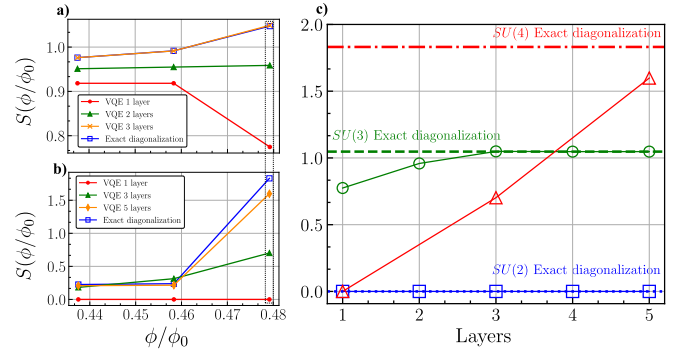 a)
S(ϕ/ϕ₀)
1.0
0.9
0.8
VQE 1 layer
VQE 2 layers
VQE 3 layers
Exact diagonalization
b)
S(ϕ/ϕ₀)
1.5
1.0
0.5
0.0
VQE 1 layer
VQE 3 layers
VQE 5 layers
Exact diagonalization
0.44 0.45 0.46 0.47 0.48
ϕ/ϕ₀
c)
2.0
1.5
1.0
0.5
0.0
SU(4) Exact diagonalization
SU(3) Exact diagonalization
SU(2) Exact diagonalization
1 2 3 4 5
Layers